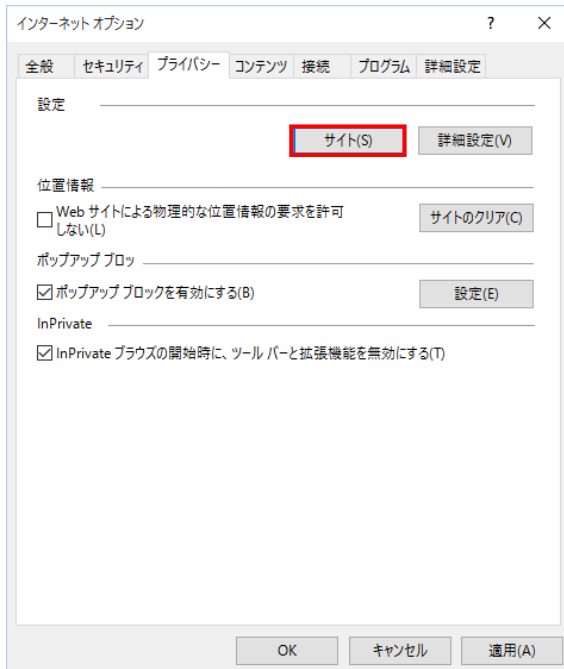 インターネット オプション ? ×
全般 セキュリティ プライバシー コンテンツ 接続 プログラム 詳細設定
設定
サイト(S) 詳細設定(V)
位置情報
Web サイトによる物理的な位置情報の要求を許可
しない(L)
サイトのクリア(C)
ポップアップ ブロッ
ポップアップ ブロックを有効にする(B) 設定(E)
InPrivate
InPrivate ブラウズの開始時に、ツール バーと拡張機能を無効にする(T)
OK キャンセル 適用(A)